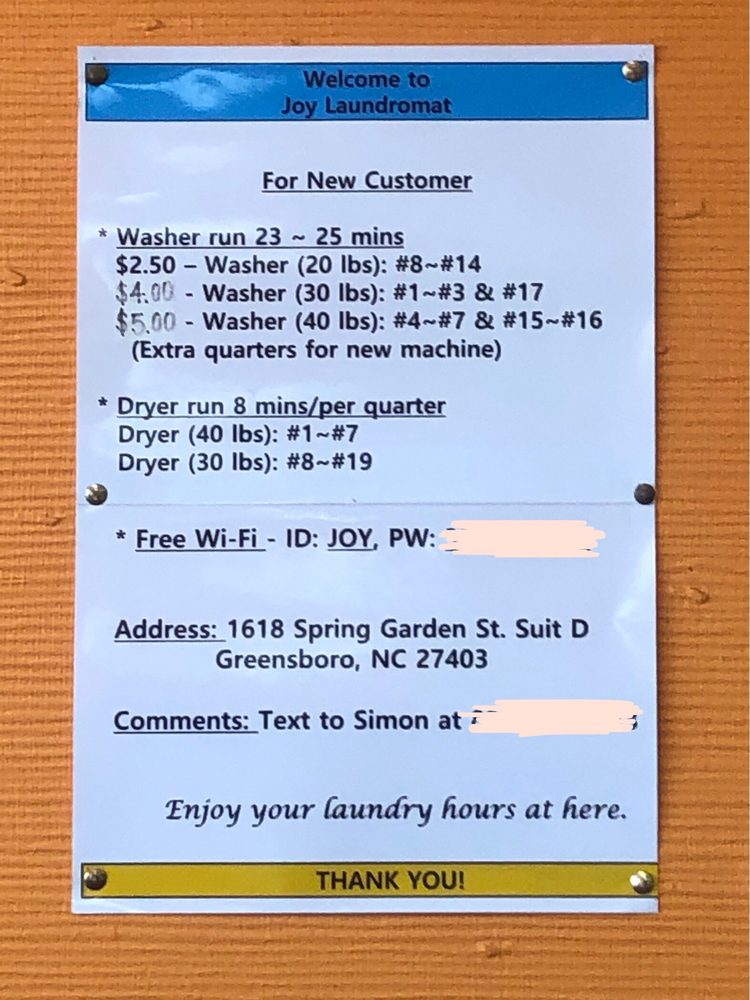 Welcome to
Joy Laundromat
For New Customer
* Washer run 23 ~ 25 mins
$2.50 – Washer (20 lbs): #8~#14
$4.00 - Washer (30 lbs): #1~#3 & #17
$5.00 - Washer (40 lbs): #4~#7 & #15~#16
(Extra quarters for new machine)
* Dryer run 8 mins/per quarter
Dryer (40 lbs): #1~#7
Dryer (30 lbs): #8~#19
* Free Wi-Fi - ID: JOY, PW:
Address: 1618 Spring Garden St. Suit D
Greensboro, NC 27403
Comments: Text to Simon at
Enjoy your laundry hours at here.
THANK YOU!